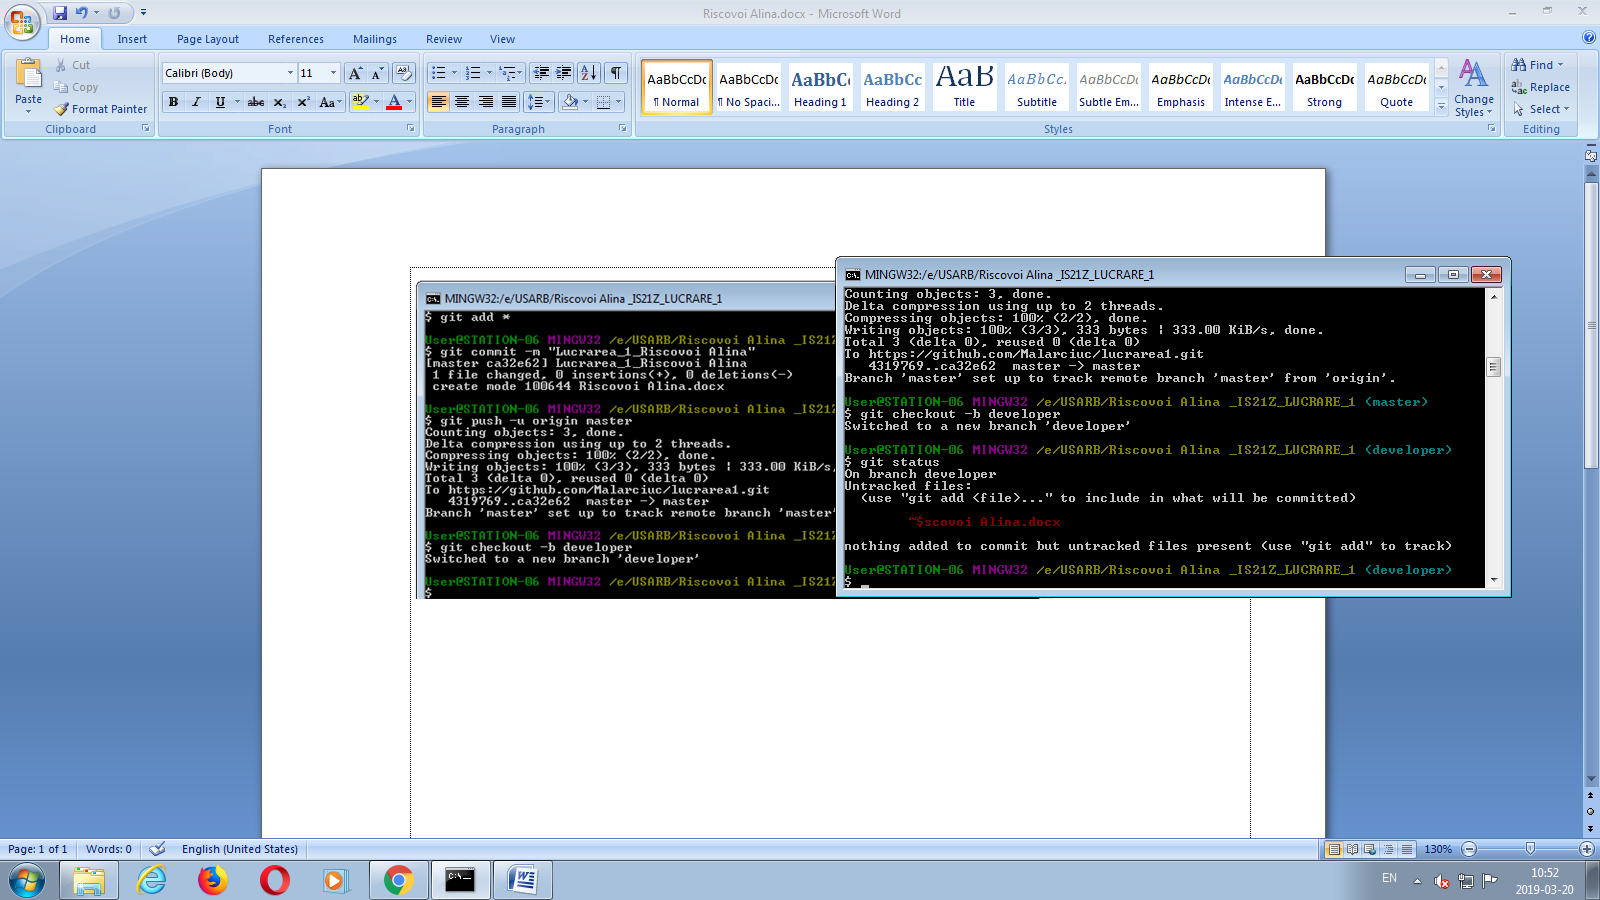 Riscovoi Alina.docx - Microsoft Word
Home Insert Page Layout References Mailings Review View
Paste
Cut
Copy
Format Painter
Clipboard
Calibri (Body) 11
Font
Paragraph
AaBbCcDc AaBbCcDc AaBbC AaBbCc AaB AaBbCc. AaBbCcDc AaBbCcDc AaBbCcDc AaBbCcDc AaBbCcDc
¶ Normal ¶ No Spaci... Heading 1 Heading 2 Title Subtitle Subtle Em... Emphasis Intense E... Strong Quote
Change Styles
Styles
Find
Replace
Select
Editing
MINGW32:/e/USARB/Riscovoi Alina _IS21Z_LUCRARE_1
$ git add *
User@STATION-06 MINGW32 /e/USARB/Riscovoi Alina _IS21Z
$ git commit -m "Lucrarea_1_Riscovoi Alina"
[master ca32e62] Lucrarea_1_Riscovoi Alina
1 file changed, 0 insertions(+), 0 deletions(-)
create mode 100644 Riscovoi Alina.docx
User@STATION-06 MINGW32 /e/USARB/Riscovoi Alina _IS21Z
$ git push -u origin master
Counting objects: 3, done.
Delta compression using up to 2 threads.
Compressing objects: 100% (2/2), done.
Writing objects: 100% (3/3), 333 bytes | 333.00 KiB/s,
Total 3 (delta 0), reused 0 (delta 0)
To https://github.com/Malarciuc/lucrarea1.git
4319769..ca32e62 master -> master
Branch 'master' set up to track remote branch 'master'
User@STATION-06 MINGW32 /e/USARB/Riscovoi Alina _IS21Z
$ git checkout -b developer
Switched to a new branch 'developer'
User@STATION-06 MINGW32 /e/USARB/Riscovoi Alina _IS21Z
$
MINGW32:/e/USARB/Riscovoi Alina _IS21Z_LUCRARE_1
Counting objects: 3, done.
Delta compression using up to 2 threads.
Compressing objects: 100% (2/2), done.
Writing objects: 100% (3/3), 333 bytes | 333.00 KiB/s, done.
Total 3 (delta 0), reused 0 (delta 0)
To https://github.com/Malarciuc/lucrarea1.git
4319769..ca32e62 master -> master
Branch 'master' set up to track remote branch 'master' from 'origin'.
User@STATION-06 MINGW32 /e/USARB/Riscovoi Alina _IS21Z_LUCRARE_1 (master)
$ git checkout -b developer
Switched to a new branch 'developer'
User@STATION-06 MINGW32 /e/USARB/Riscovoi Alina _IS21Z_LUCRARE_1 (developer)
$ git status
On branch developer
Untracked files:
(use "git add <file>..." to include in what will be committed)
~$scovoi Alina.docx
nothing added to commit but untracked files present (use "git add" to track)
User@STATION-06 MINGW32 /e/USARB/Riscovoi Alina _IS21Z_LUCRARE_1 (developer)
$ _
Page: 1 of 1 Words: 0 English (United States) 130%
EN 10:52
2019-03-20